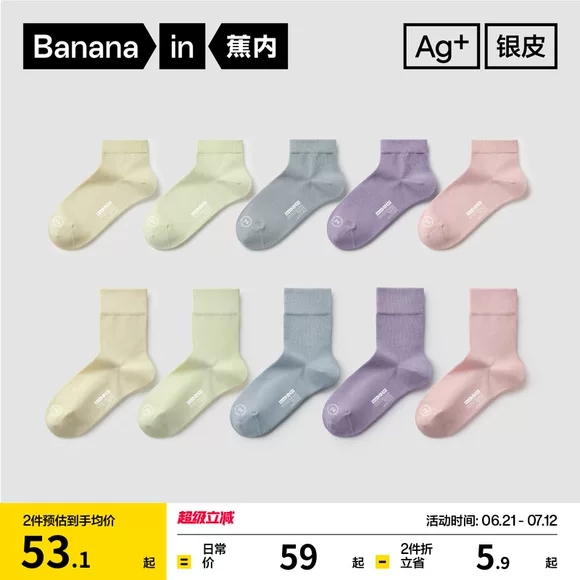 Banana in 蕉内
Ag+ 银皮
2件预估到手均价
53.1 起
超级立减
活动时间: 06.21 - 07.12
= 日常价 59 起 - 2件折立省 5.9 起